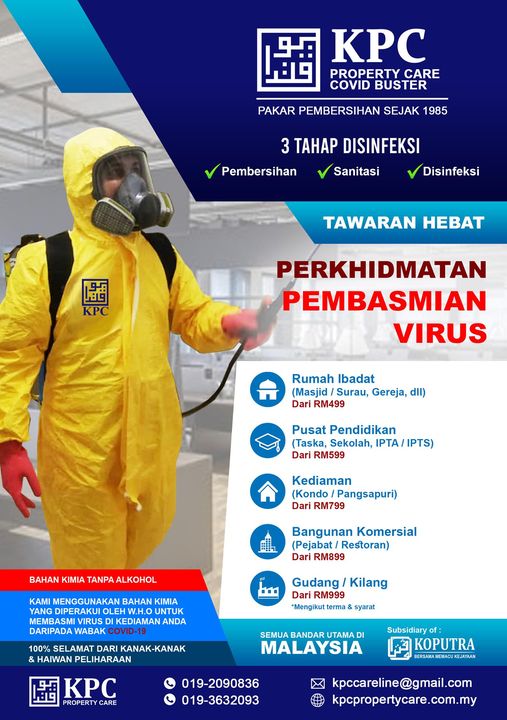 KPC
PROPERTY CARE
COVID BUSTER
PAKAR PEMBERSIHAN SEJAK 1985
3 TAHAP DISINFEKSI
Pembersihan Sanitasi Disinfeksi
TAWARAN HEBAT
PERKHIDMATAN
PEMBASMIAN
VIRUS
KPC
Rumah Ibadat
(Masjid / Surau, Gereja, dll)
Dari RM499
Pusat Pendidikan
(Taska, Sekolah, IPTA / IPTS)
Dari RM599
Kediaman
(Kondo / Pangsapuri)
Dari RM799
Bangunan Komersial
(Pejabat / Restoran)
Dari RM899
Gudang / Kilang
Dari RM999
*Mengikut terma & syarat
BAHAN KIMIA TANPA ALKOHOL
KAMI MENGGUNAKAN BAHAN KIMIA
YANG DIPERAKUI OLEH W.H.O UNTUK
MEMBASMI VIRUS DI KEDIAMAN ANDA
DARIPADA WABAK COVID-19
100% SELAMAT DARI KANAK-KANAK
& HAIWAN PELIHARAAN
SEMUA BANDAR UTAMA DI
MALAYSIA
Subsidiary of :
KOPUTRA
BERSAMA MEMACU KEJAYAAN
KPC
PROPERTY CARE
019-2090836
019-3632093
kpccareline@gmail.com
kpcpropertycare.com.my